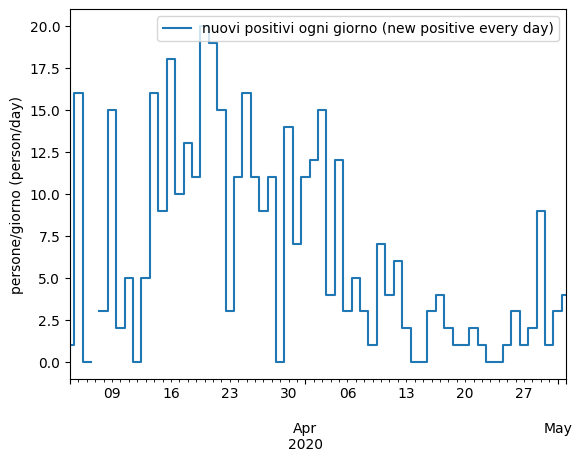 nuovi positivi ogni giorno (new positive every day)
persone/giorno (person/day)
20.0
17.5
15.0
12.5
10.0
7.5
5.0
2.5
0.0
09 16 23 30 06 13 20 27
Apr May
2020